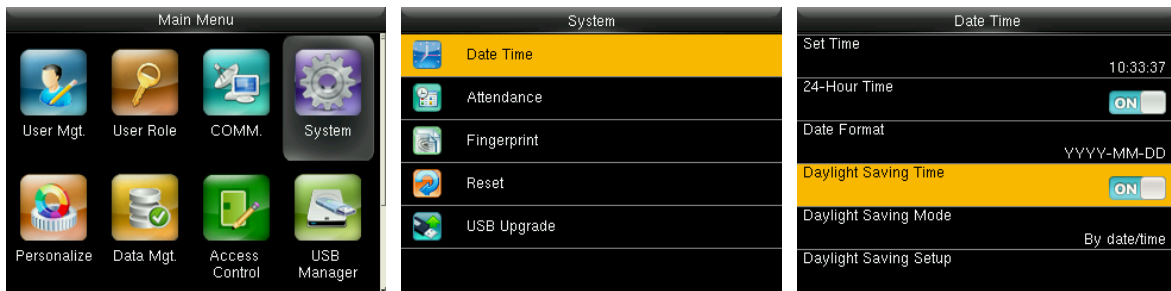 Main Menu
User Mgt.
User Role
COMM.
System
Personalize
Data Mgt.
Access
Control
USB
Manager
System
Date Time
Attendance
Fingerprint
Reset
USB Upgrade
Date Time
Set Time
10:33:37
24-Hour Time
ON
Date Format
YYYY-MM-DD
Daylight Saving Time
ON
Daylight Saving Mode
By date/time
Daylight Saving Setup